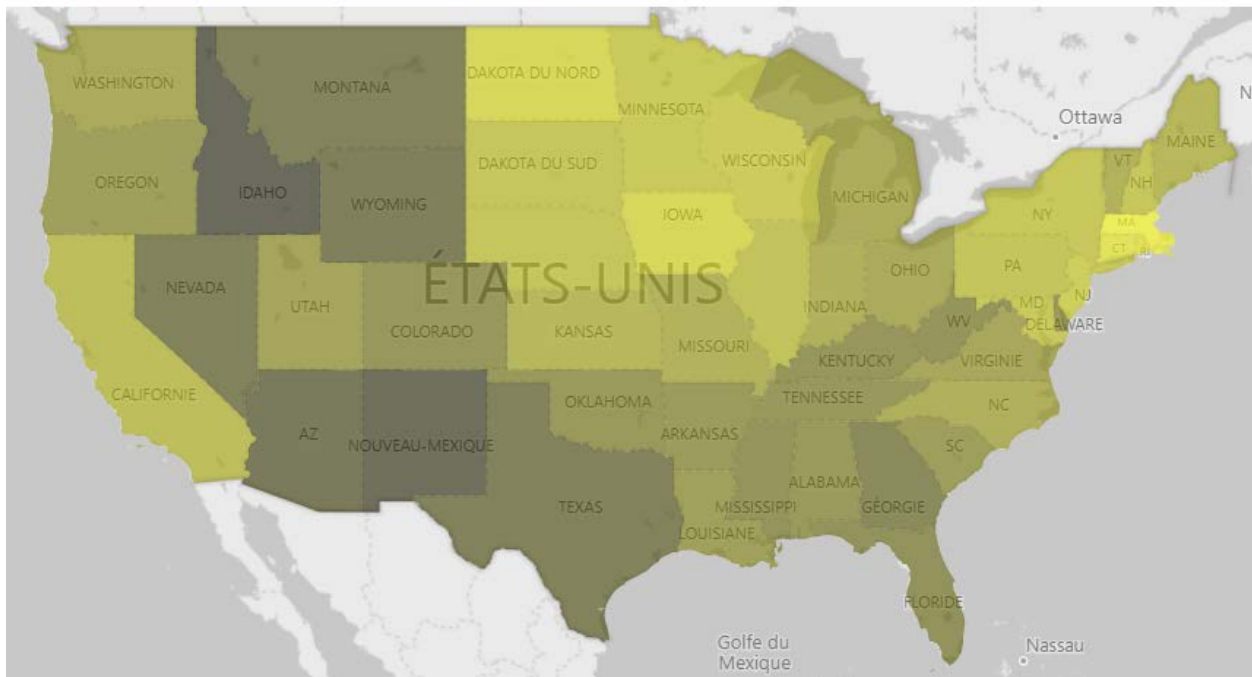 WASHINGTON
MONTANA
DAKOTA DU NORD
MINNESOTA
Ottawa
N
MAINE
VT
NH
OREGON
IDAHO
WYOMING
DAKOTA DU SUD
WISCONSIN
MICHIGAN
IOWA
NY
MA
CT
RI
NEVADA
UTAH
COLORADO
ÉTATS-UNIS
KANSAS
MISSOURI
INDIANA
OHIO
PA
NJ
MD
DELAWARE
WV
KENTUCKY
VIRGINIE
CALIFORNIE
AZ
NOUVEAU-MEXIQUE
OKLAHOMA
ARKANSAS
TENNESSEE
NC
SC
TEXAS
LOUISIANE
MISSISSIPPI
ALABAMA
GÉORGIE
FLORIDE
Golfe du
Mexique
Nassau